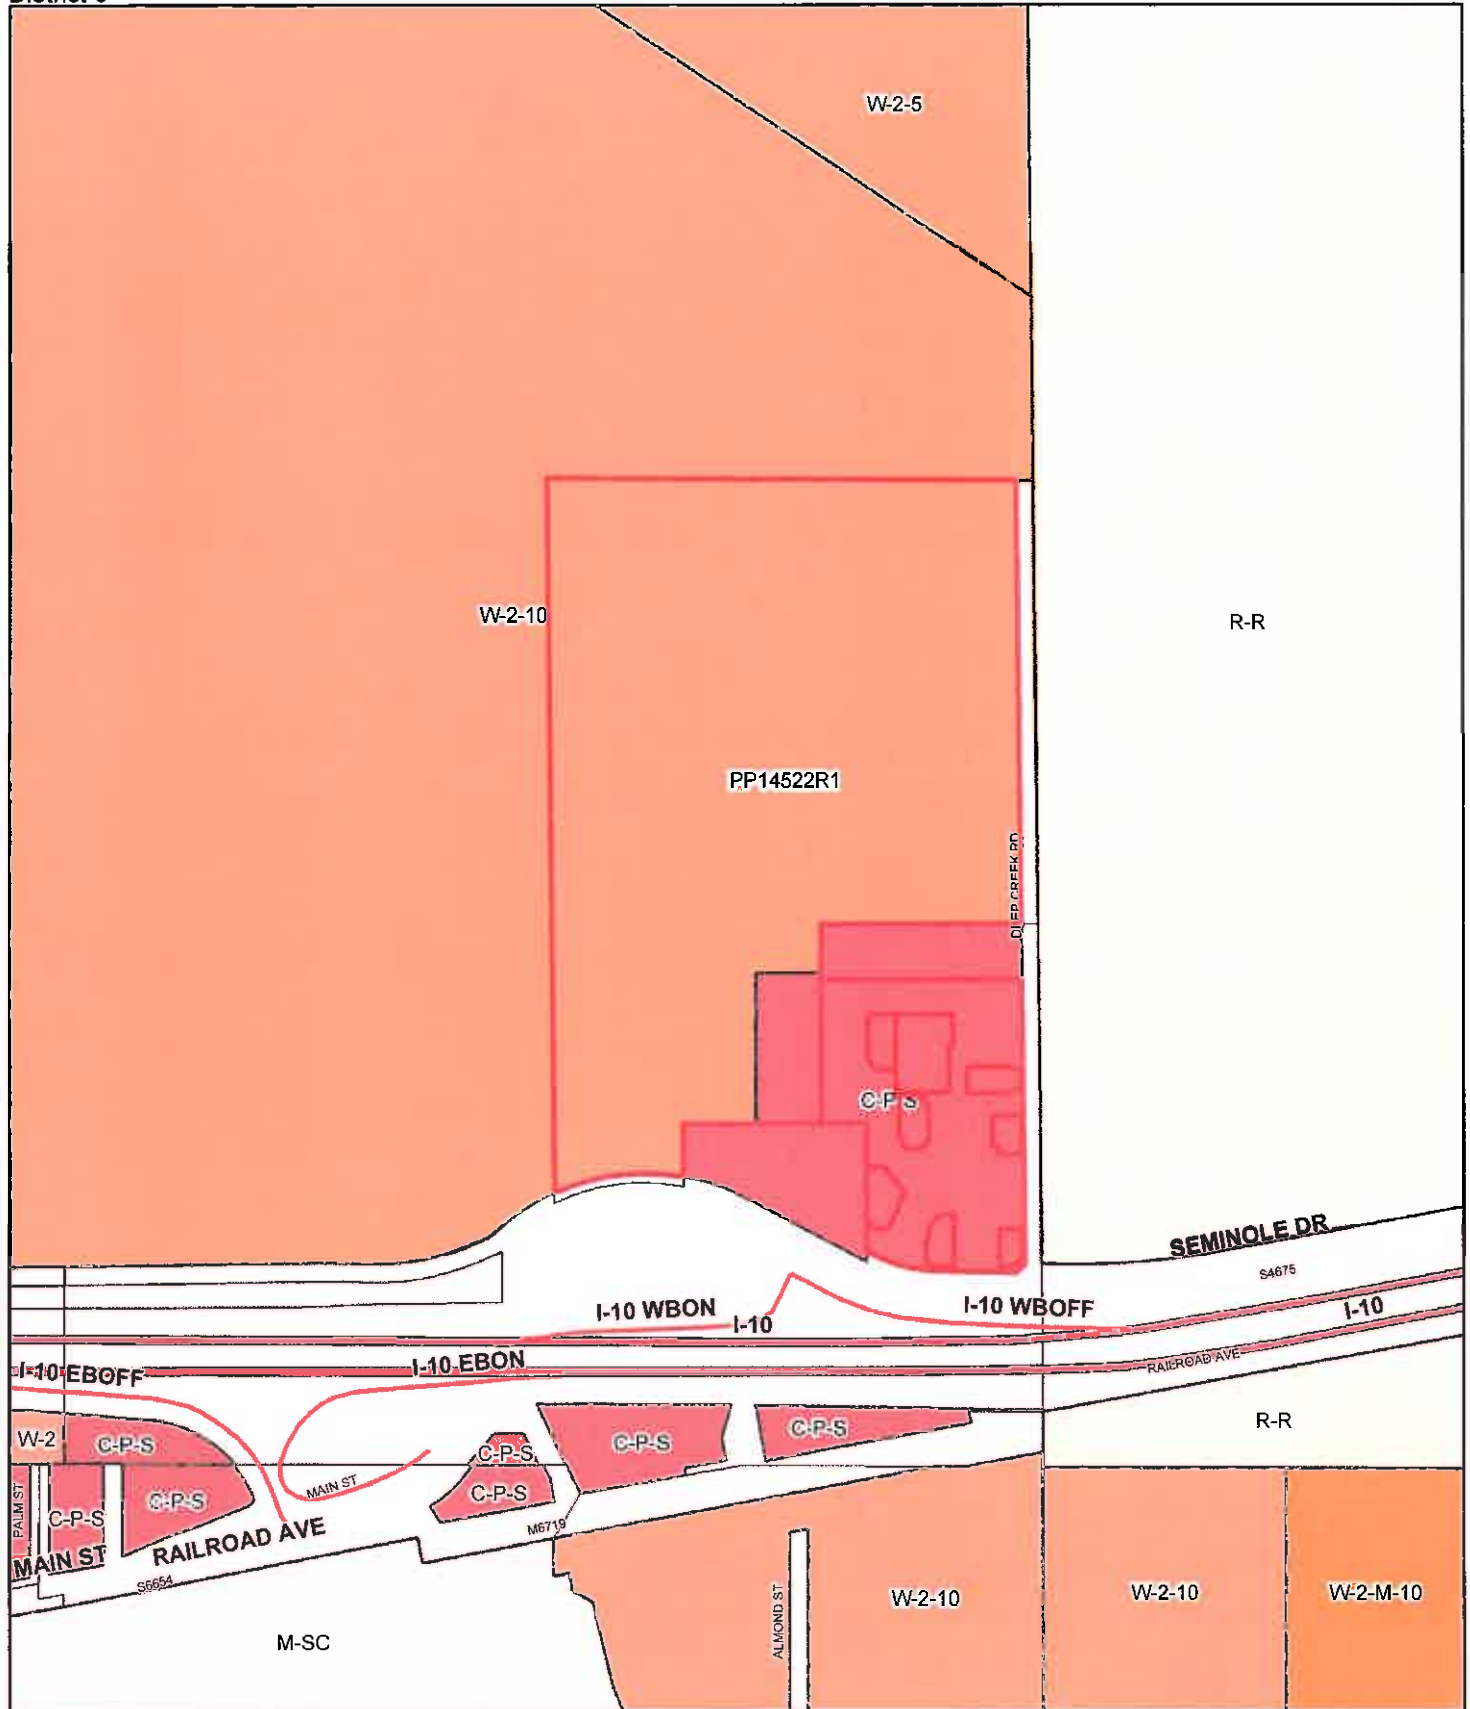 W-2-5
W-2-10
R-R
PP14522R1
CREEK RD
C-P-S
SEMINOLE DR
S4675
I-10 WBON
I-10
I-10 WBOFF
I-10
I-10 EBOFF
I-10 EBON
RAILROAD AVE
W-2
C-P-S
C-P-S
C-P-S
C-P-S
R-R
PALM ST
C-P-S
C-P-S
MAIN ST
C-P-S
MAIN ST
RAILROAD AVE
M6719
S6654
M-SC
ALMOND ST
W-2-10
W-2-10
W-2-M-10